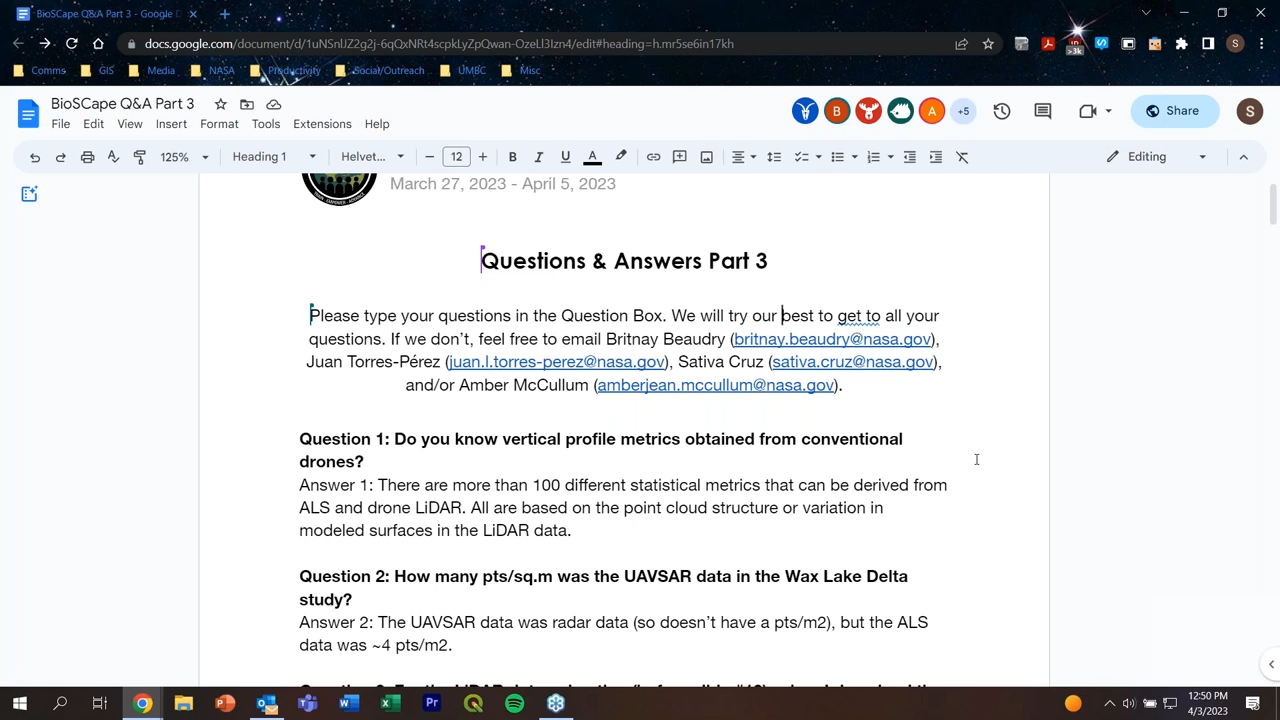 BioSCape Q&A Part 3 - Google D
docs.google.com/document/d/1uNSnlJZ2g2j-6qQxNRt4scpkLyZpQwan-OzeLl3Izn4/edit#heading=h.mr5se6in17kh
>3k
S
Comms
GIS
Media
NASA
Productivity
Social/Outreach
UMBC
Misc
BioSCape Q&A Part 3
File Edit View Insert Format Tools Extensions Help
B
A
+5
Share
S
125%
Heading 1
Helvet...
12
B I U A
Editing
March 27, 2023 - April 5, 2023
Questions & Answers Part 3
Please type your questions in the Question Box. We will try our best to get to all your
questions. If we don't, feel free to email Britnay Beaudry (britnay.beaudry@nasa.gov),
Juan Torres-Pérez (juan.l.torres-perez@nasa.gov), Sativa Cruz (sativa.cruz@nasa.gov),
and/or Amber McCullum (amberjean.mccullum@nasa.gov).
Question 1: Do you know vertical profile metrics obtained from conventional
drones?
Answer 1: There are more than 100 different statistical metrics that can be derived from
ALS and drone LiDAR. All are based on the point cloud structure or variation in
modeled surfaces in the LiDAR data.
Question 2: How many pts/sq.m was the UAVSAR data in the Wax Lake Delta
study?
Answer 2: The UAVSAR data was radar data (so doesn't have a pts/m2), but the ALS
data was ~4 pts/m2.
12:50 PM
4/3/2023